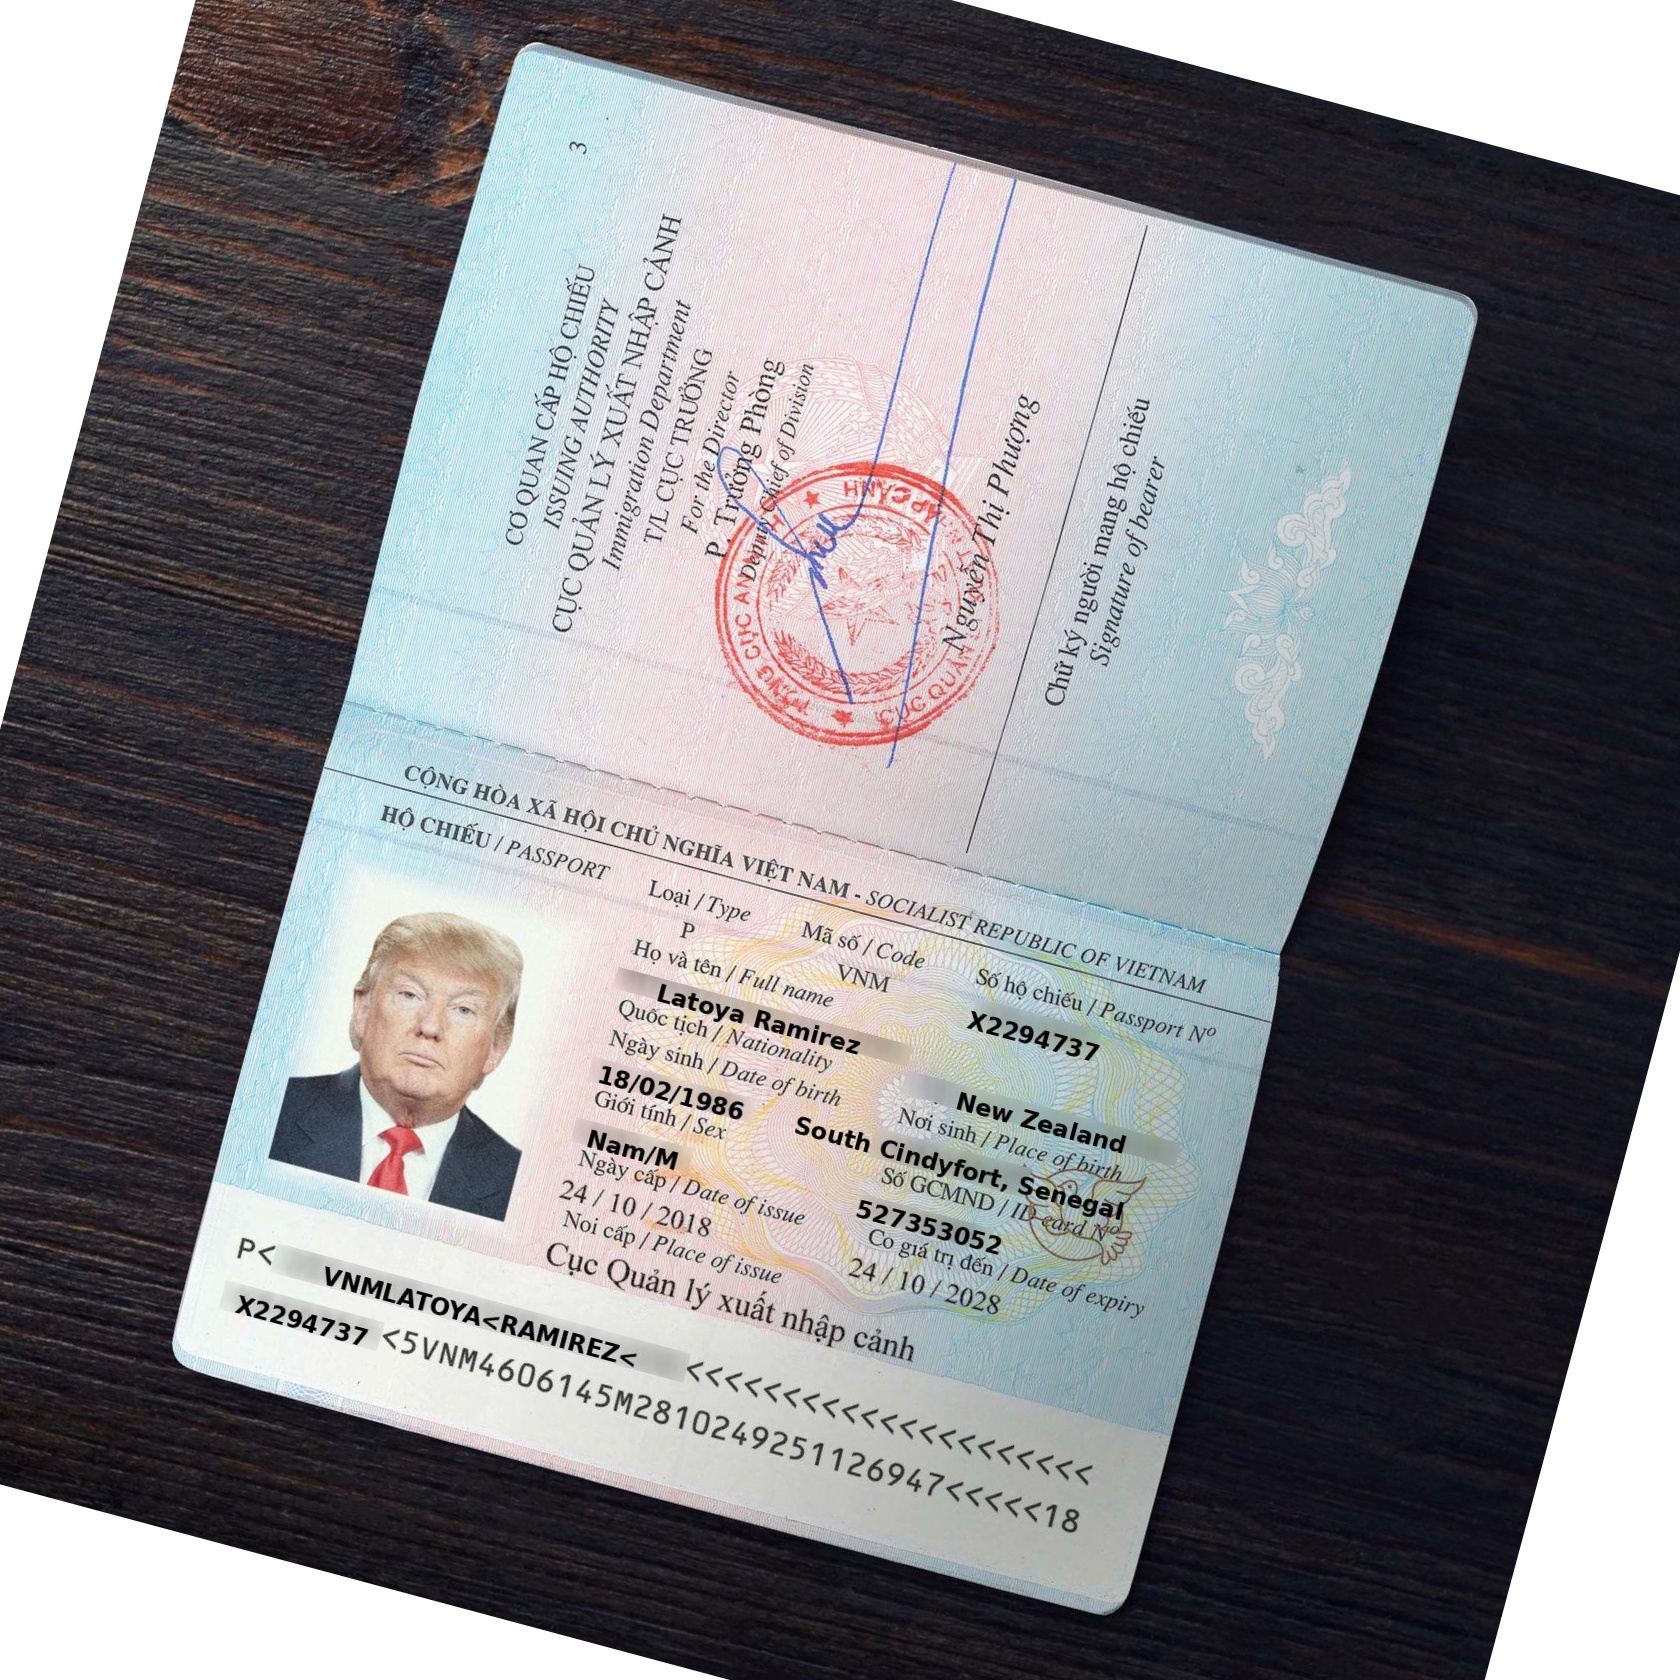 3
CƠ QUAN CẤP HỘ CHIẾU
ISSUING AUTHORITY
CỤC QUẢN LÝ XUẤT NHẬP CẢNH
Immigration Department
T/L CỤC TRƯỞNG
For the Director
P. Trưởng Phòng
Deputy Chief of Division
Nguyễn Thị Phượng
Chữ ký người mang hộ chiếu
Signature of bearer
CỘNG HÒA XÃ HỘI CHỦ NGHĨA VIỆT NAM - SOCIALIST REPUBLIC OF VIETNAM
HỘ CHIẾU / PASSPORT
Loại / Type
Mã số / Code
Số hộ chiếu / Passport Nº
P
VNM
X2294737
Họ và tên / Full name
Latoya Ramirez
Quốc tịch / Nationality
New Zealand
Ngày sinh / Date of birth
Nơi sinh / Place of birth
18/02/1986
South Cindyfort, Senegal
Giới tính / Sex
Số GCMND / ID card Nº
Nam/M
527353052
Ngày cấp / Date of issue
Co giá trị đến / Date of expiry
24 / 10 / 2018
24 / 10 / 2028
Noi cấp / Place of issue
Cục Quản lý xuất nhập cảnh
P< VNMLATOYA<RAMIREZ< <<<<<<<<<<<<<<<<<<<<<
X2294737 <5VNM4606145M2810249251126947<<<<<18